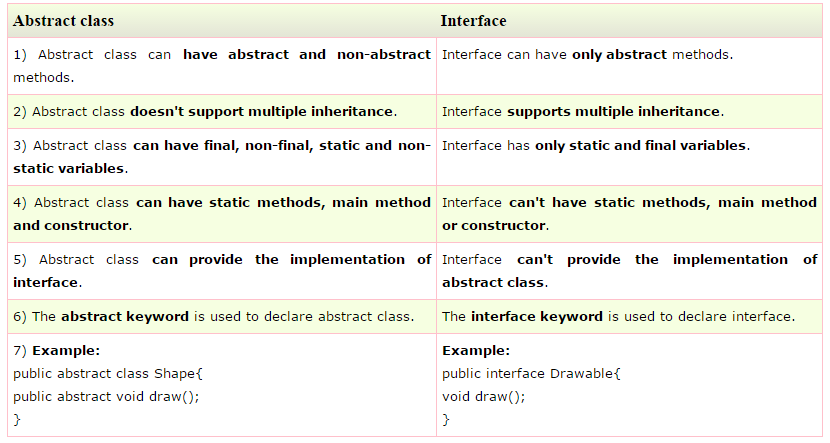 Abstract class Interface
1) Abstract class can have abstract and non-abstract methods. Interface can have only abstract methods.
2) Abstract class doesn't support multiple inheritance. Interface supports multiple inheritance.
3) Abstract class can have final, non-final, static and non-static variables. Interface has only static and final variables.
4) Abstract class can have static methods, main method and constructor. Interface can't have static methods, main method or constructor.
5) Abstract class can provide the implementation of interface. Interface can't provide the implementation of abstract class.
6) The abstract keyword is used to declare abstract class. The interface keyword is used to declare interface.
7) Example:
public abstract class Shape{
public abstract void draw();
}
Example:
public interface Drawable{
void draw();
}